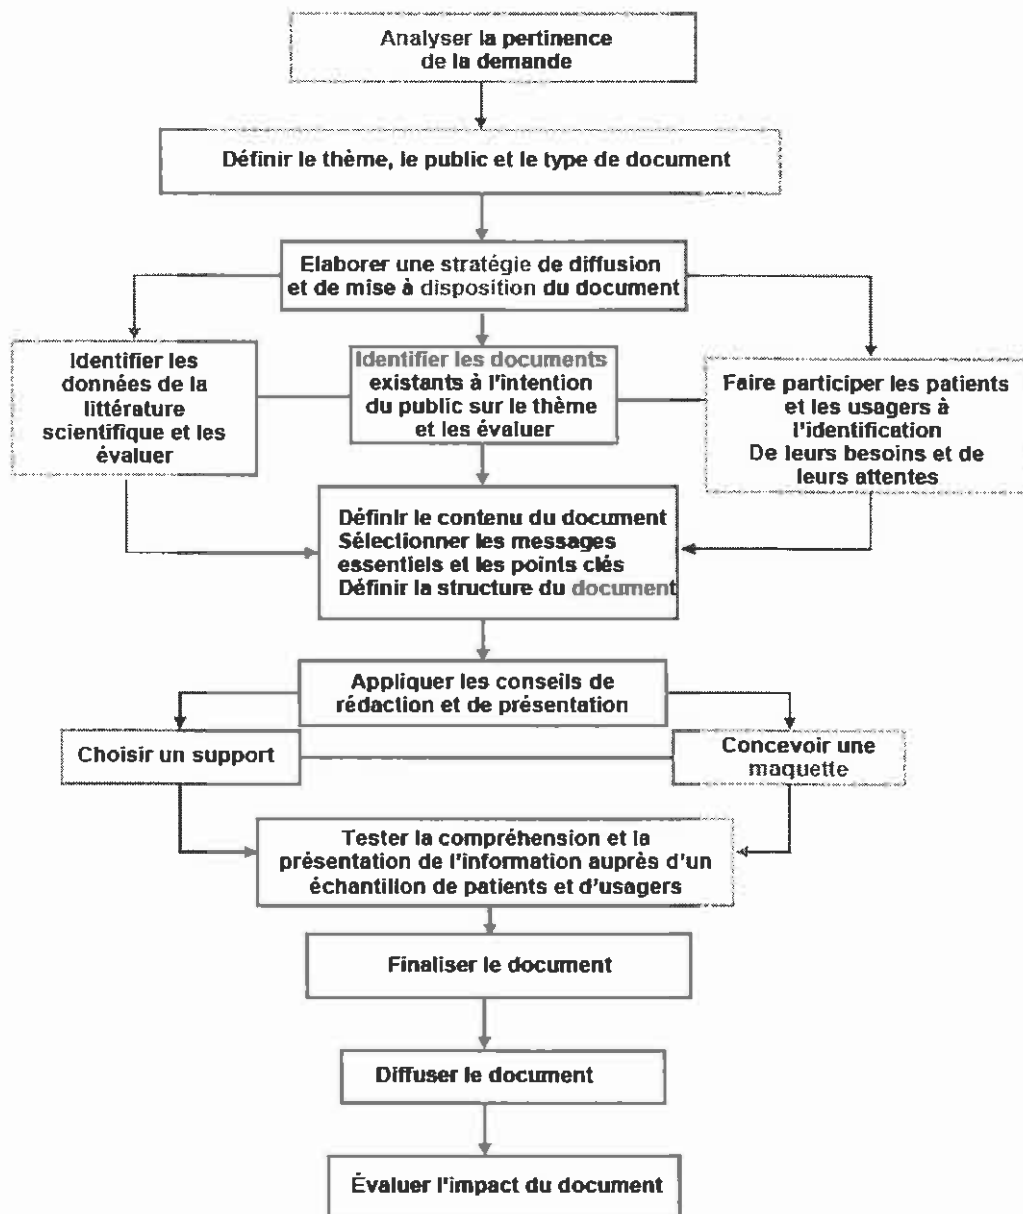 Analyser la pertinence
de la demande
Définir le thème, le public et le type de document
Elaborer une stratégie de diffusion
et de mise à disposition du document
Identifier les
données de la
littérature
scientifique et les
évaluer
Identifier les documents
existants à l'intention
du public sur le thème
et les évaluer
Faire participer les patients
et les usagers à
l'identification
De leurs besoins et de
leurs attentes
Définir le contenu du document
Sélectionner les messages
essentiels et les points clés
Définir la structure du document
Appliquer les conseils de
rédaction et de présentation
Choisir un support
Concevoir une
maquette
Tester la compréhension et la
présentation de l'information auprès d'un
échantillon de patients et d'usagers
Finaliser le document
Diffuser le document
Évaluer l'impact du document